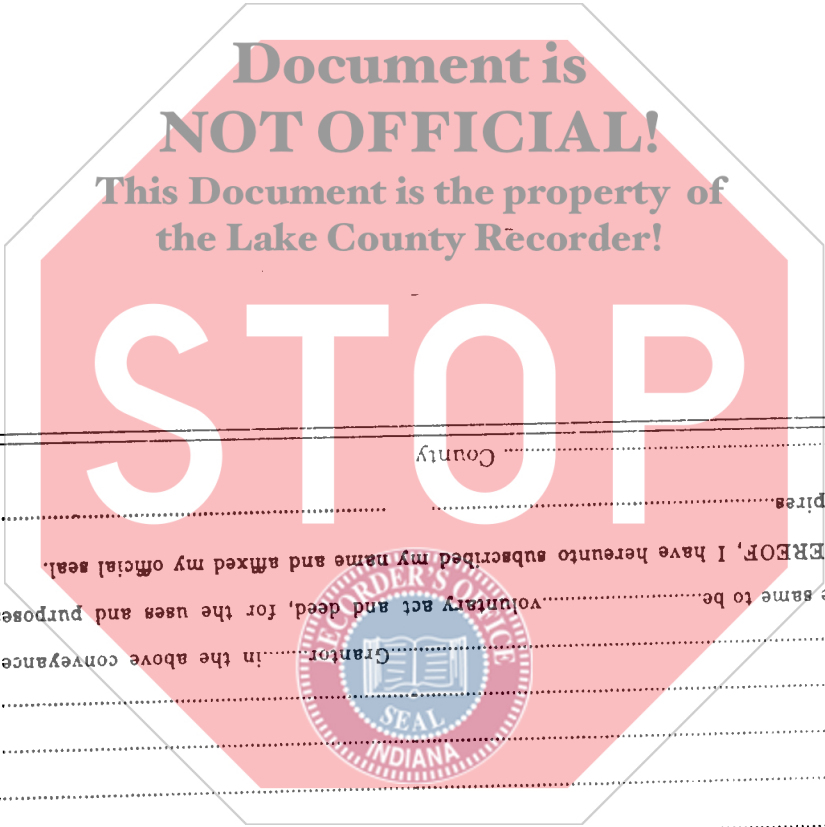 Document is
NOT OFFICIAL!
This Document is the property of
the Lake County Recorder!
STOP
RECORDER'S OFFICE
SEAL
INDIANA
Grantor......in the above conveyance
same to be....................voluntary act and deed, for the uses and purposes
EREOF, I have hereunto subscribed my name and affixed my official seal.
pires
County